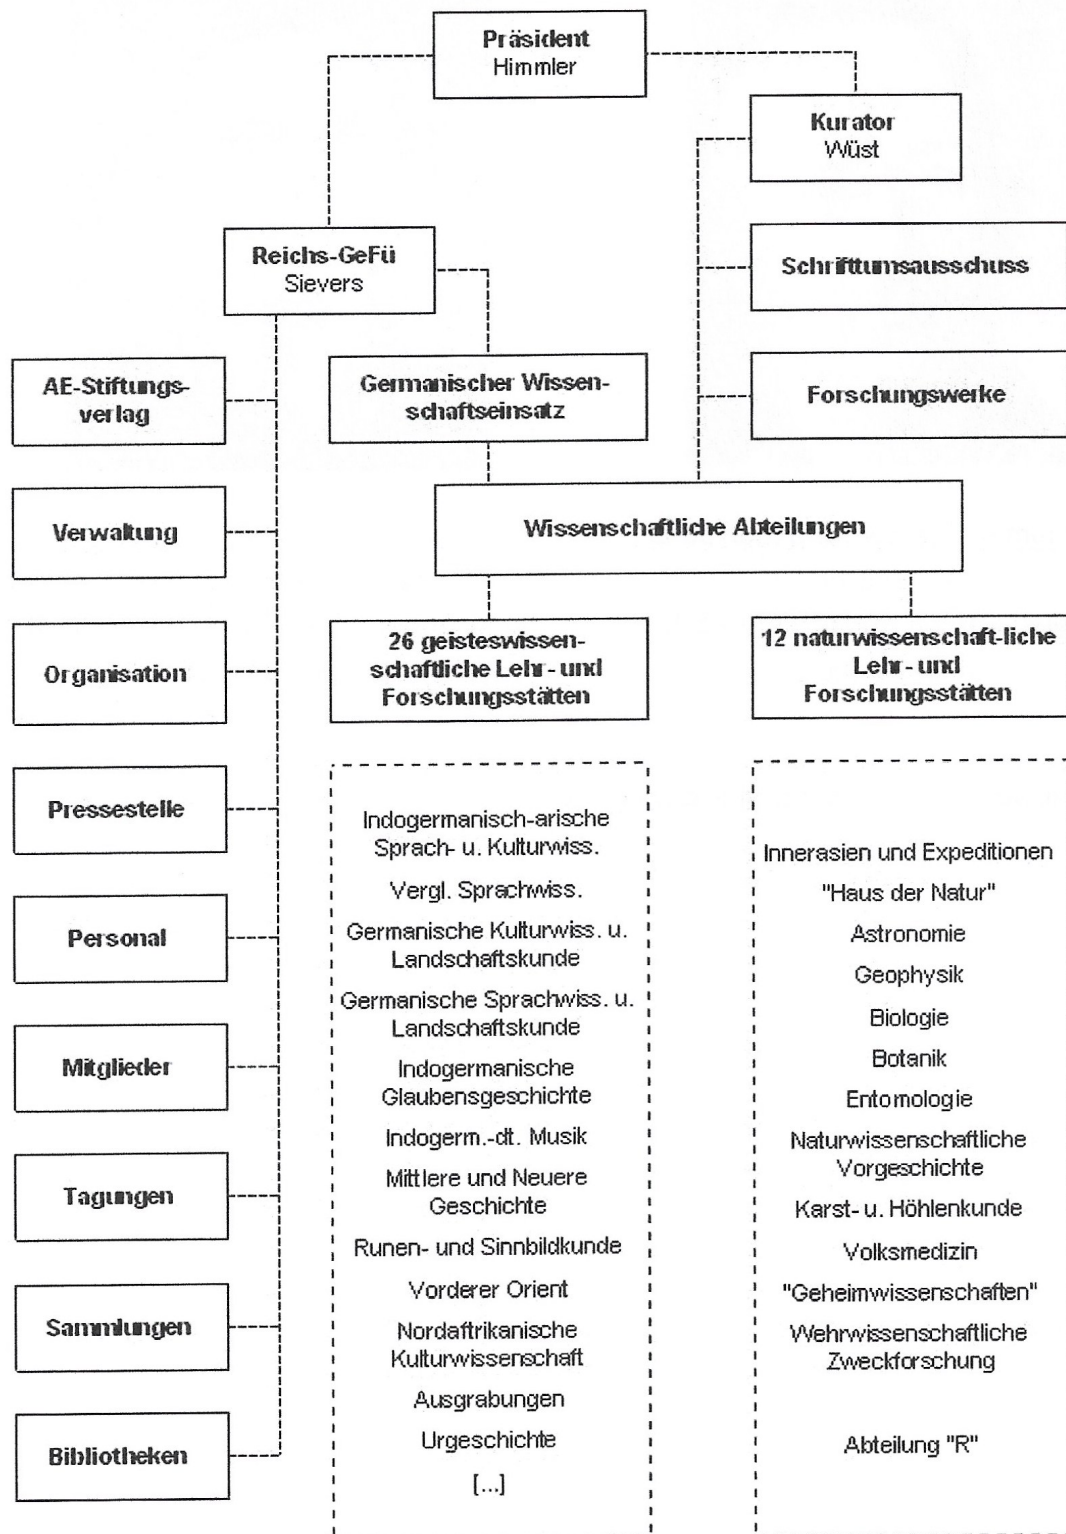 Präsident
Himmler
Kurator
Wüst
Reichs-GeFü
Sievers
Schrifttumsausschuss
AE-Stiftungs-
verlag
Germanischer Wissen-
schaftseinsatz
Forschungswerke
Verwaltung
Wissenschaftliche Abteilungen
Organisation
26 geisteswissen-
schaftliche Lehr- und
Forschungsstätten
12 naturwissenschaft-liche
Lehr- und
Forschungsstätten
Pressestelle
Personal
Mitglieder
Tagungen
Sammlungen
Bibliotheken
Indogermanisch-arische
Sprach- u. Kulturwiss.
Vergl. Sprachwiss.
Germanische Kulturwiss. u.
Landschaftskunde
Germanische Sprachwiss. u.
Landschaftskunde
Indogermanische
Glaubensgeschichte
Indogerm.-dt. Musik
Mittlere und Neuere
Geschichte
Runen- und Sinnbildkunde
Vorderer Orient
Nordaftrikanische
Kulturwissenschaft
Ausgrabungen
Urgeschichte
[...]
Innerasien und Expeditionen
"Haus der Natur"
Astronomie
Geophysik
Biologie
Botanik
Entomologie
Naturwissenschaftliche
Vorgeschichte
Karst- u. Höhlenkunde
Volksmedizin
"Geheimwissenschaften"
Wehrwissenschaftliche
Zweckforschung
Abteilung "R"